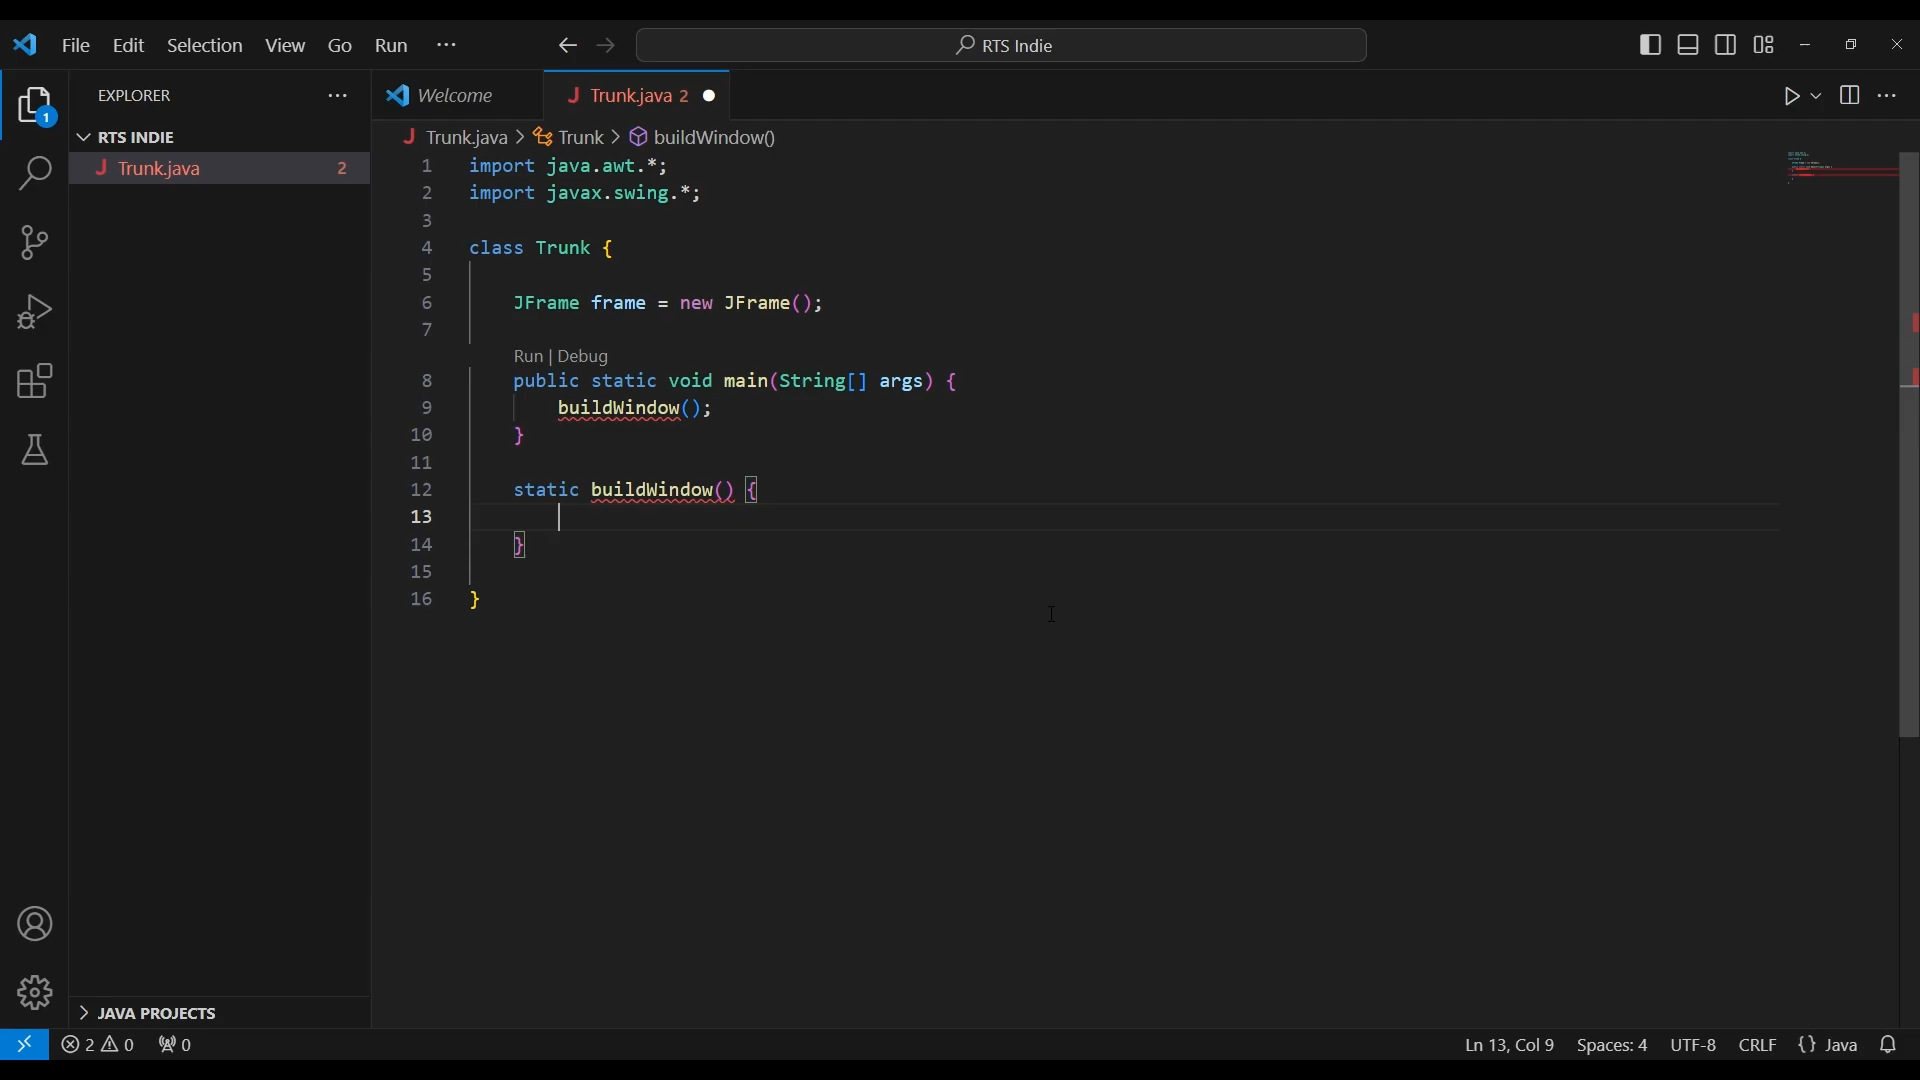 File Edit Selection View Go Run ··· RTS Indie
EXPLORER ···
1
RTS INDIE
Trunk.java 2
Welcome
J Trunk.java 2
J Trunk.java > Trunk > buildWindow()
1 import java.awt.*;
2 import javax.swing.*;
3
4 class Trunk {
5
6 JFrame frame = new JFrame();
7
Run | Debug
8 public static void main(String[] args) {
9 buildWindow();
10 }
11
12 static buildWindow() {
13
14 }
15
16 }
JAVA PROJECTS
2 0 0
Ln 13, Col 9 Spaces: 4 UTF-8 CRLF {} Java